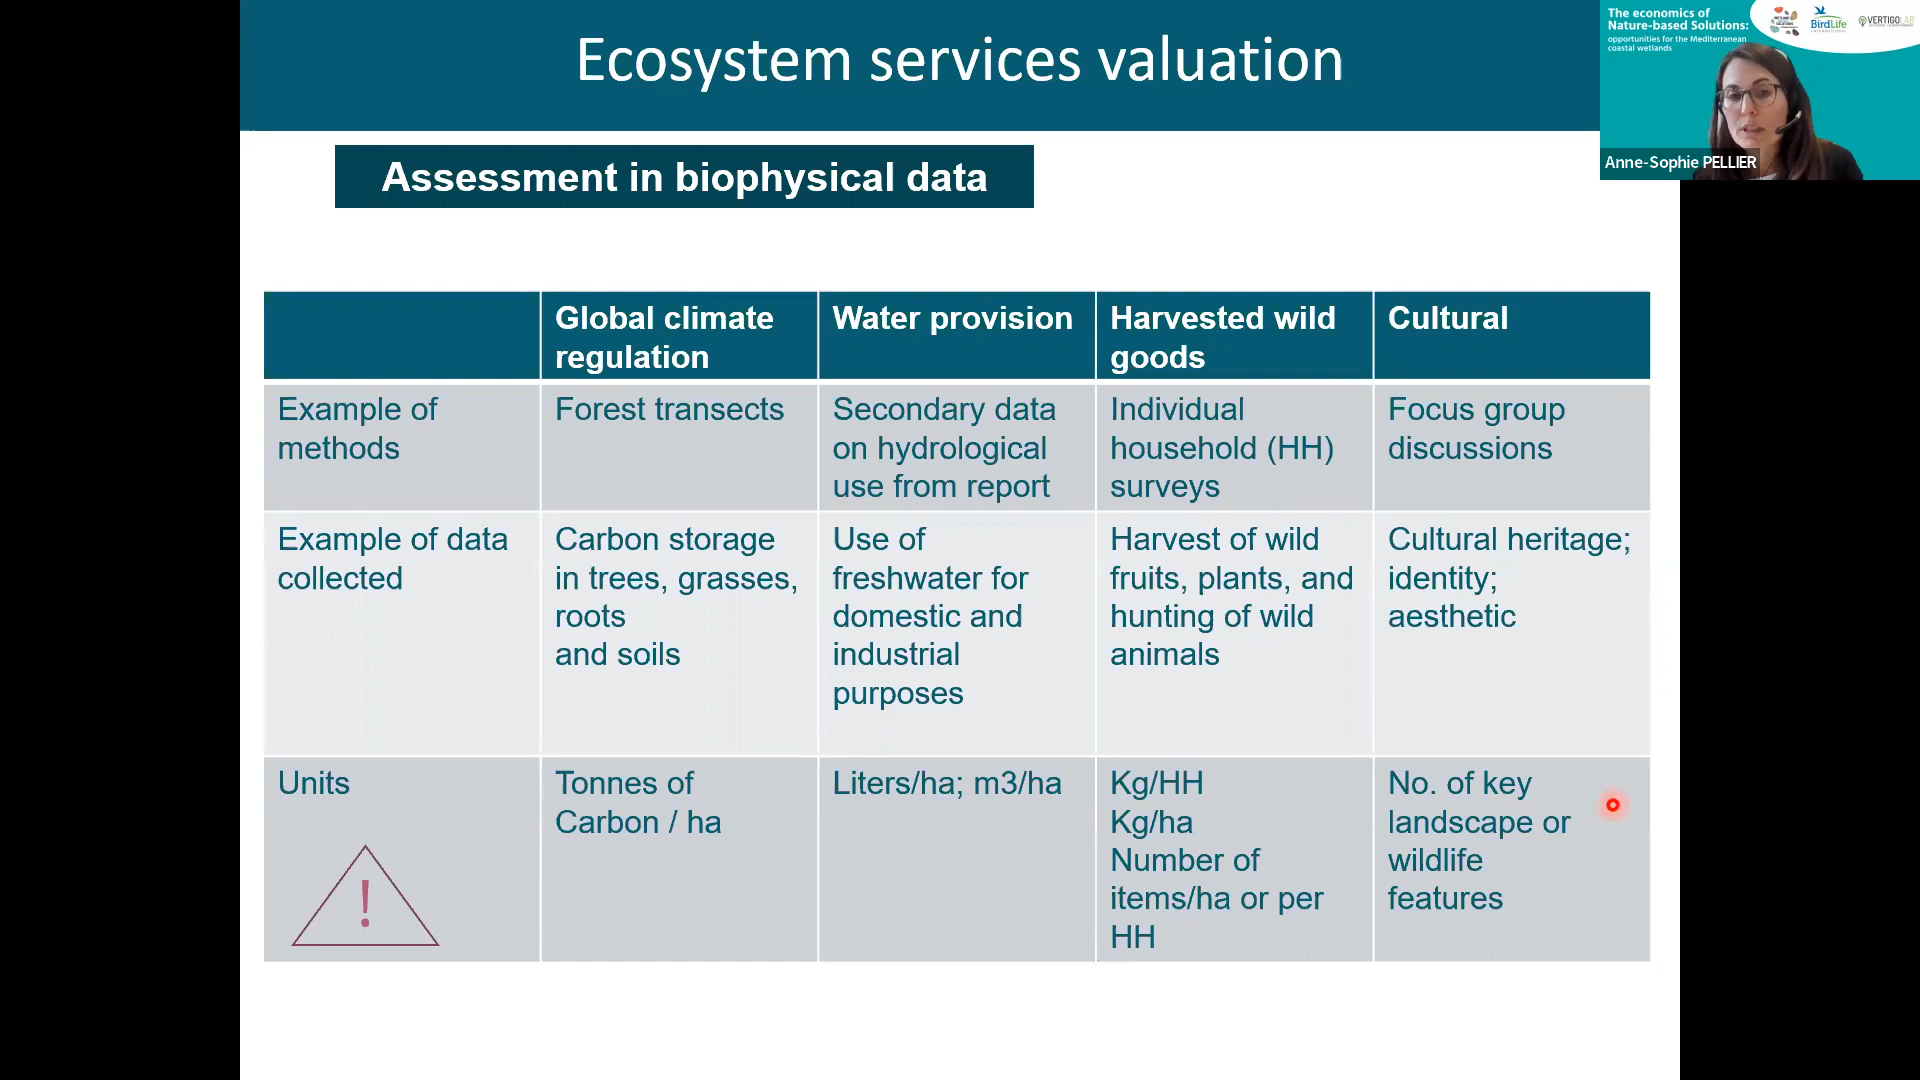 Ecosystem services valuation
The economics of
Nature-based Solutions:
opportunities for the Mediterranean
coastal wetlands
BirdLife
INTERNATIONAL
VERTIGOLAB
Anne-Sophie PELLIER
Assessment in biophysical data
Global climate
regulation
Water provision
Harvested wild
goods
Cultural
Example of
methods
Forest transects
Secondary data
on hydrological
use from report
Individual
household (HH)
surveys
Focus group
discussions
Example of data
collected
Carbon storage
in trees, grasses,
roots
and soils
Use of
freshwater for
domestic and
industrial
purposes
Harvest of wild
fruits, plants, and
hunting of wild
animals
Cultural heritage;
identity;
aesthetic
Units
!
Tonnes of
Carbon / ha
Liters/ha; m3/ha
Kg/HH
Kg/ha
Number of
items/ha or per
HH
No. of key
landscape or
wildlife
features